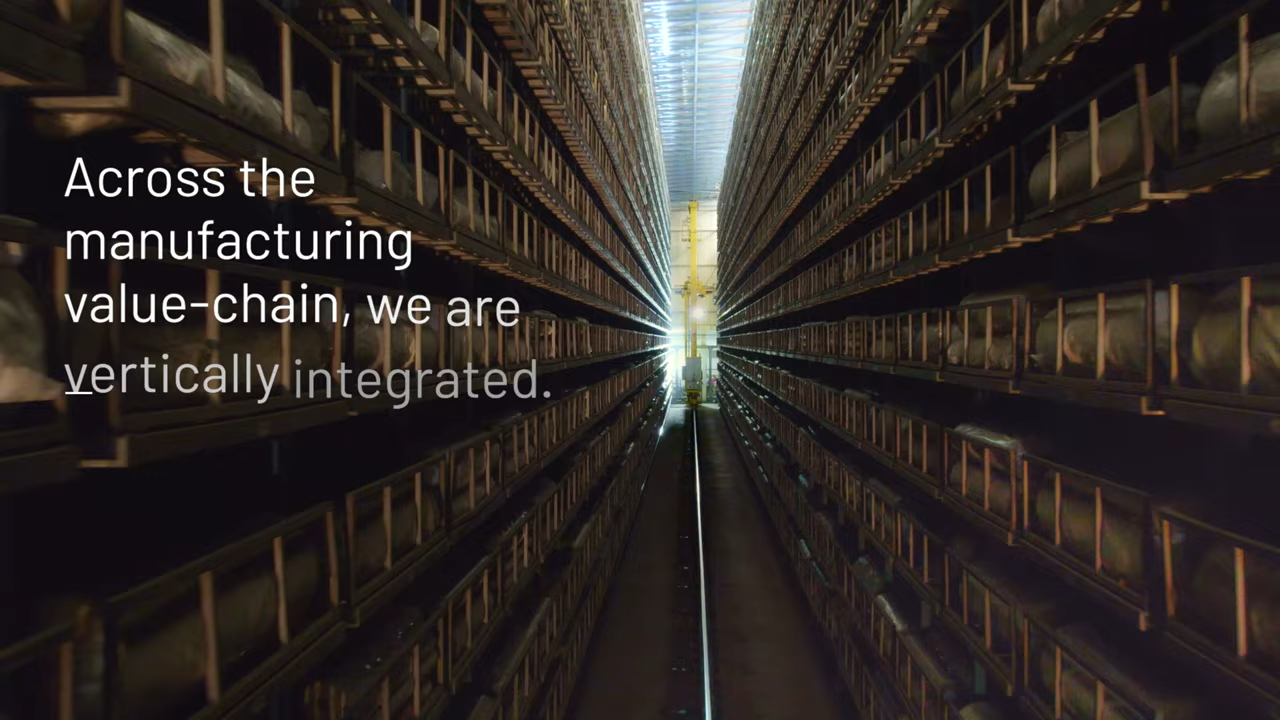 Across the
manufacturing
value-chain, we are
vertically integrated.